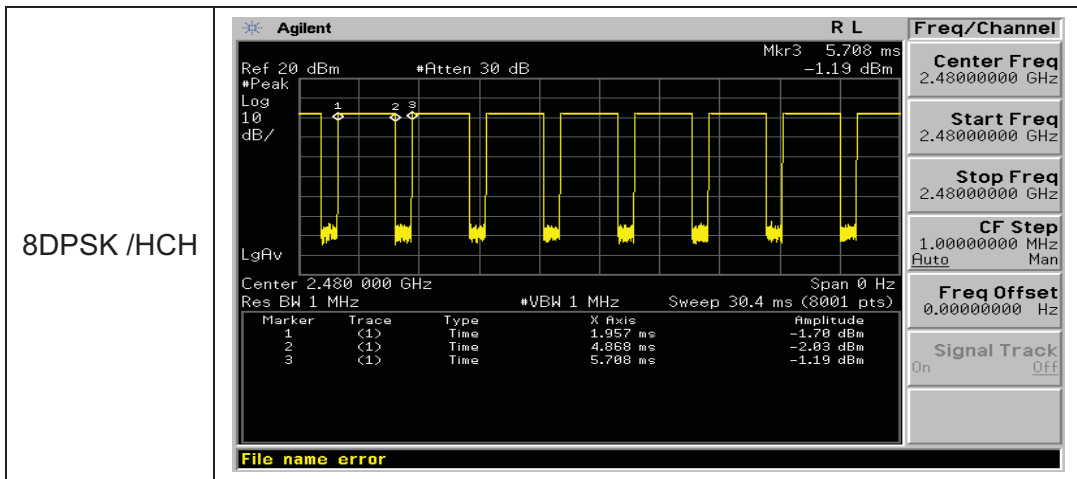 8DPSK /HCH
Agilent R L
Mkr3 5.708 ms
Ref 20 dBm #Atten 30 dB -1.19 dBm
#Peak
Log
10
dB/
1 2 3
LgAv
Center 2.480 000 GHz Span 0 Hz
Res BW 1 MHz #VBW 1 MHz Sweep 30.4 ms (8001 pts)
Marker Trace Type X Axis Amplitude
1 (1) Time 1.957 ms -1.70 dBm
2 (1) Time 4.868 ms -2.03 dBm
3 (1) Time 5.708 ms -1.19 dBm
File name error
Freq/Channel
Center Freq
2.48000000 GHz
Start Freq
2.48000000 GHz
Stop Freq
2.48000000 GHz
CF Step
1.00000000 MHz
Auto Man
Freq Offset
0.00000000 Hz
Signal Track
On Off